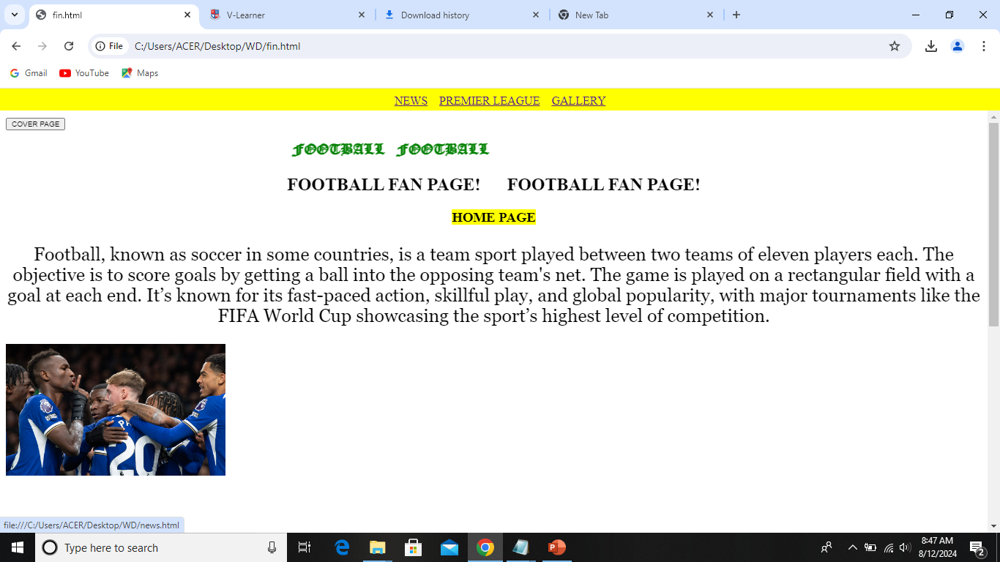 fin.html
V-Learner
Download history
New Tab
File C:/Users/ACER/Desktop/WD/fin.html
Gmail YouTube Maps
NEWS PREMIER LEAGUE GALLERY
COVER PAGE
FOOTBALL FOOTBALL
FOOTBALL FAN PAGE! FOOTBALL FAN PAGE!
HOME PAGE
Football, known as soccer in some countries, is a team sport played between two teams of eleven players each. The
objective is to score goals by getting a ball into the opposing team's net. The game is played on a rectangular field with a
goal at each end. It’s known for its fast-paced action, skillful play, and global popularity, with major tournaments like the
FIFA World Cup showcasing the sport’s highest level of competition.
20
file:///C:/Users/ACER/Desktop/WD/news.html
Type here to search
8:47 AM
8/12/2024
2